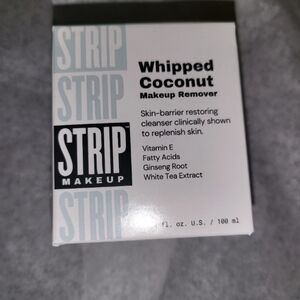 STRIP
STRIP
STRIP
MAKEUP
STRIP
Whipped
Coconut
Makeup Remover
Skin-barrier restoring
cleanser clinically shown
to replenish skin.
Vitamin E
Fatty Acids
Ginseng Root
White Tea Extract
fl. oz. U.S. / 100 ml